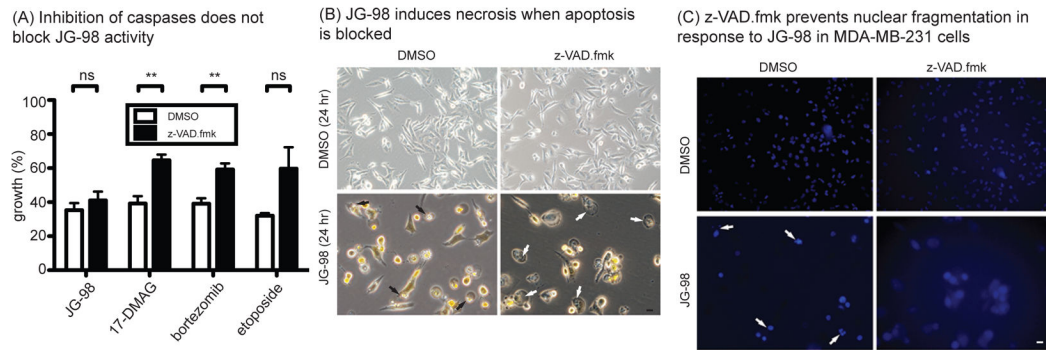 (A) Inhibition of caspases does not
block JG-98 activity
ns
**
**
ns
100
80
60
40
20
0
growth (%)
DMSO
z-VAD.fmk
JG-98
17-DMAG
bortezomib
etoposide
(B) JG-98 induces necrosis when apoptosis
is blocked
DMSO
z-VAD.fmk
DMSO (24 hr)
JG-98 (24 hr)
(C) z-VAD.fmk prevents nuclear fragmentation in
response to JG-98 in MDA-MB-231 cells
DMSO
z-VAD.fmk
DMSO
JG-98